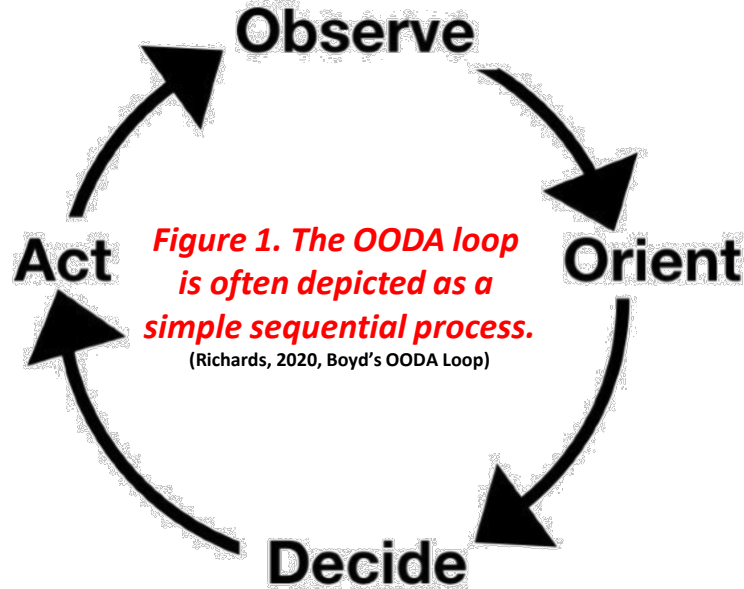 Observe
Act
Orient
Figure 1. The OODA loop
is often depicted as a
simple sequential process.
(Richards, 2020, Boyd's OODA Loop)
Decide